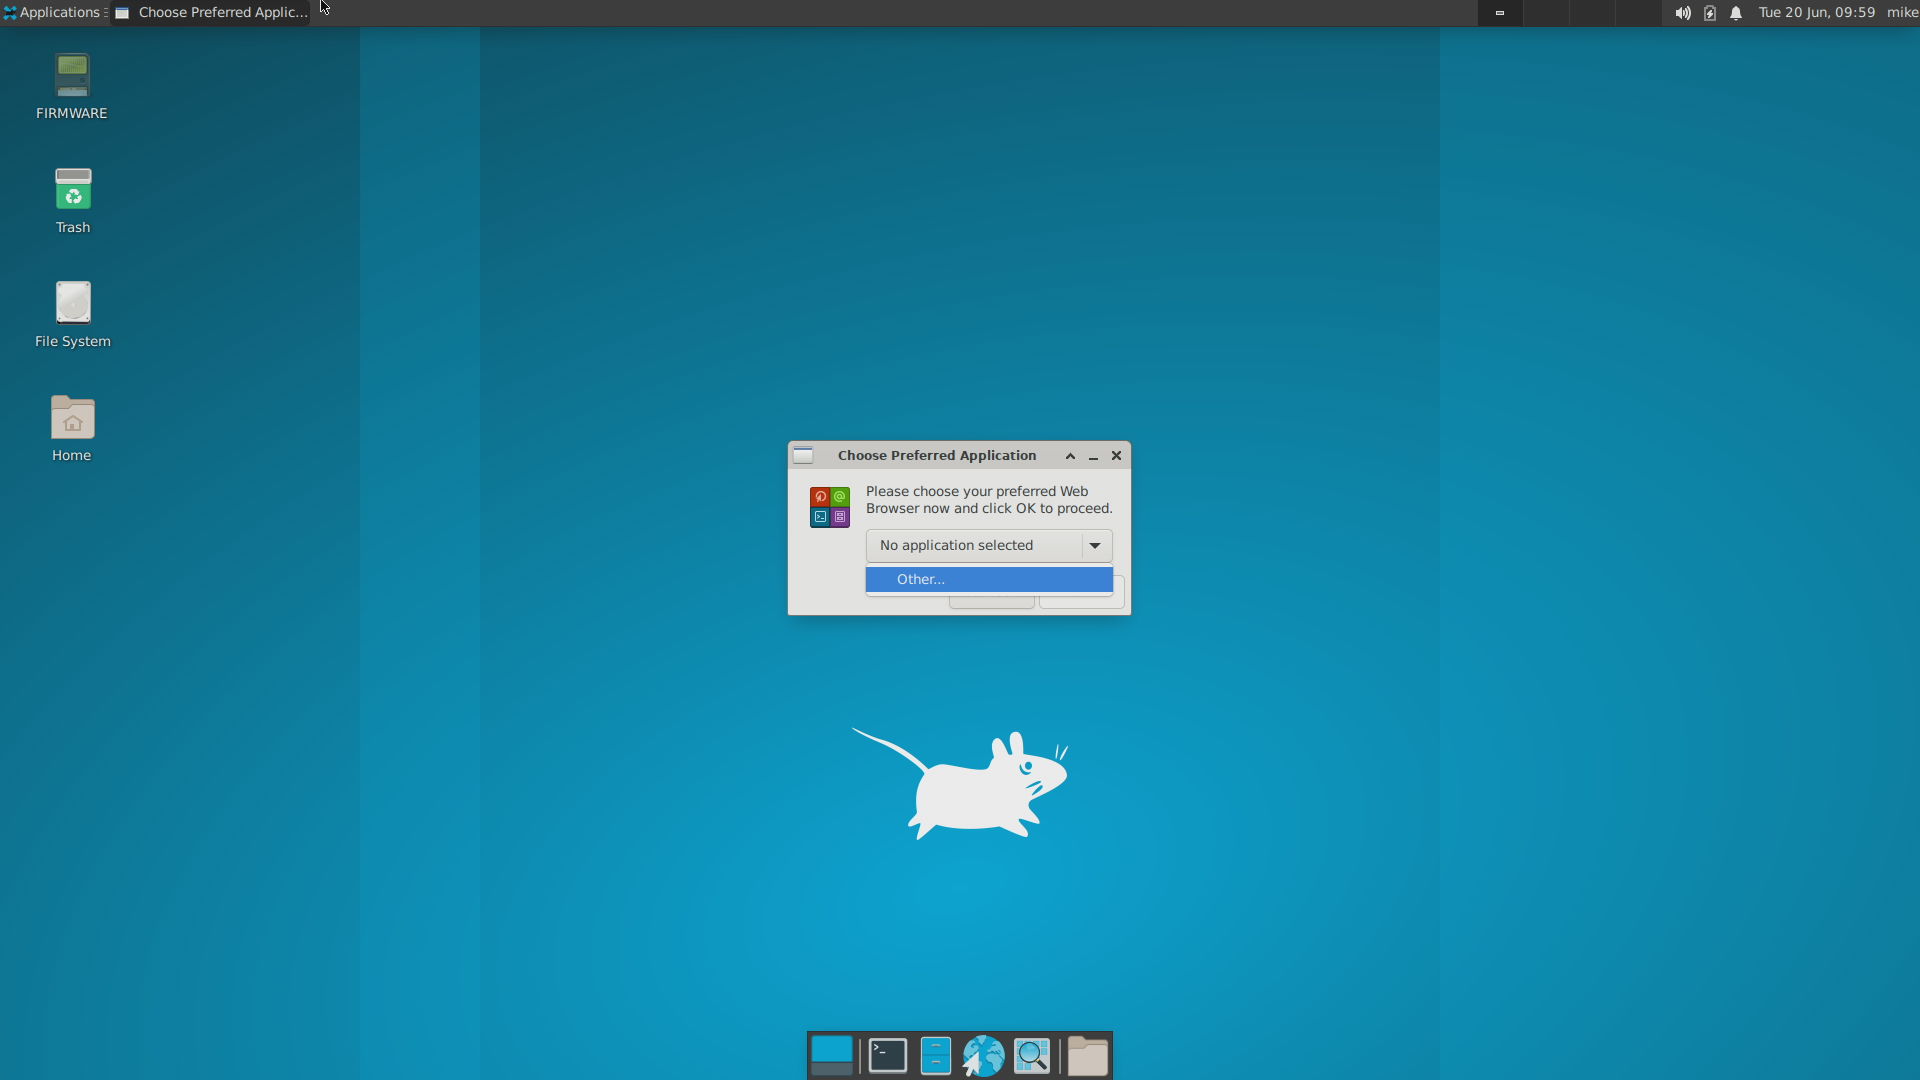 Applications
Choose Preferred Applic...
Tue 20 Jun, 09:59
mike
FIRMWARE
Trash
File System
Home
Choose Preferred Application
Please choose your preferred Web
Browser now and click OK to proceed.
No application selected
Other...